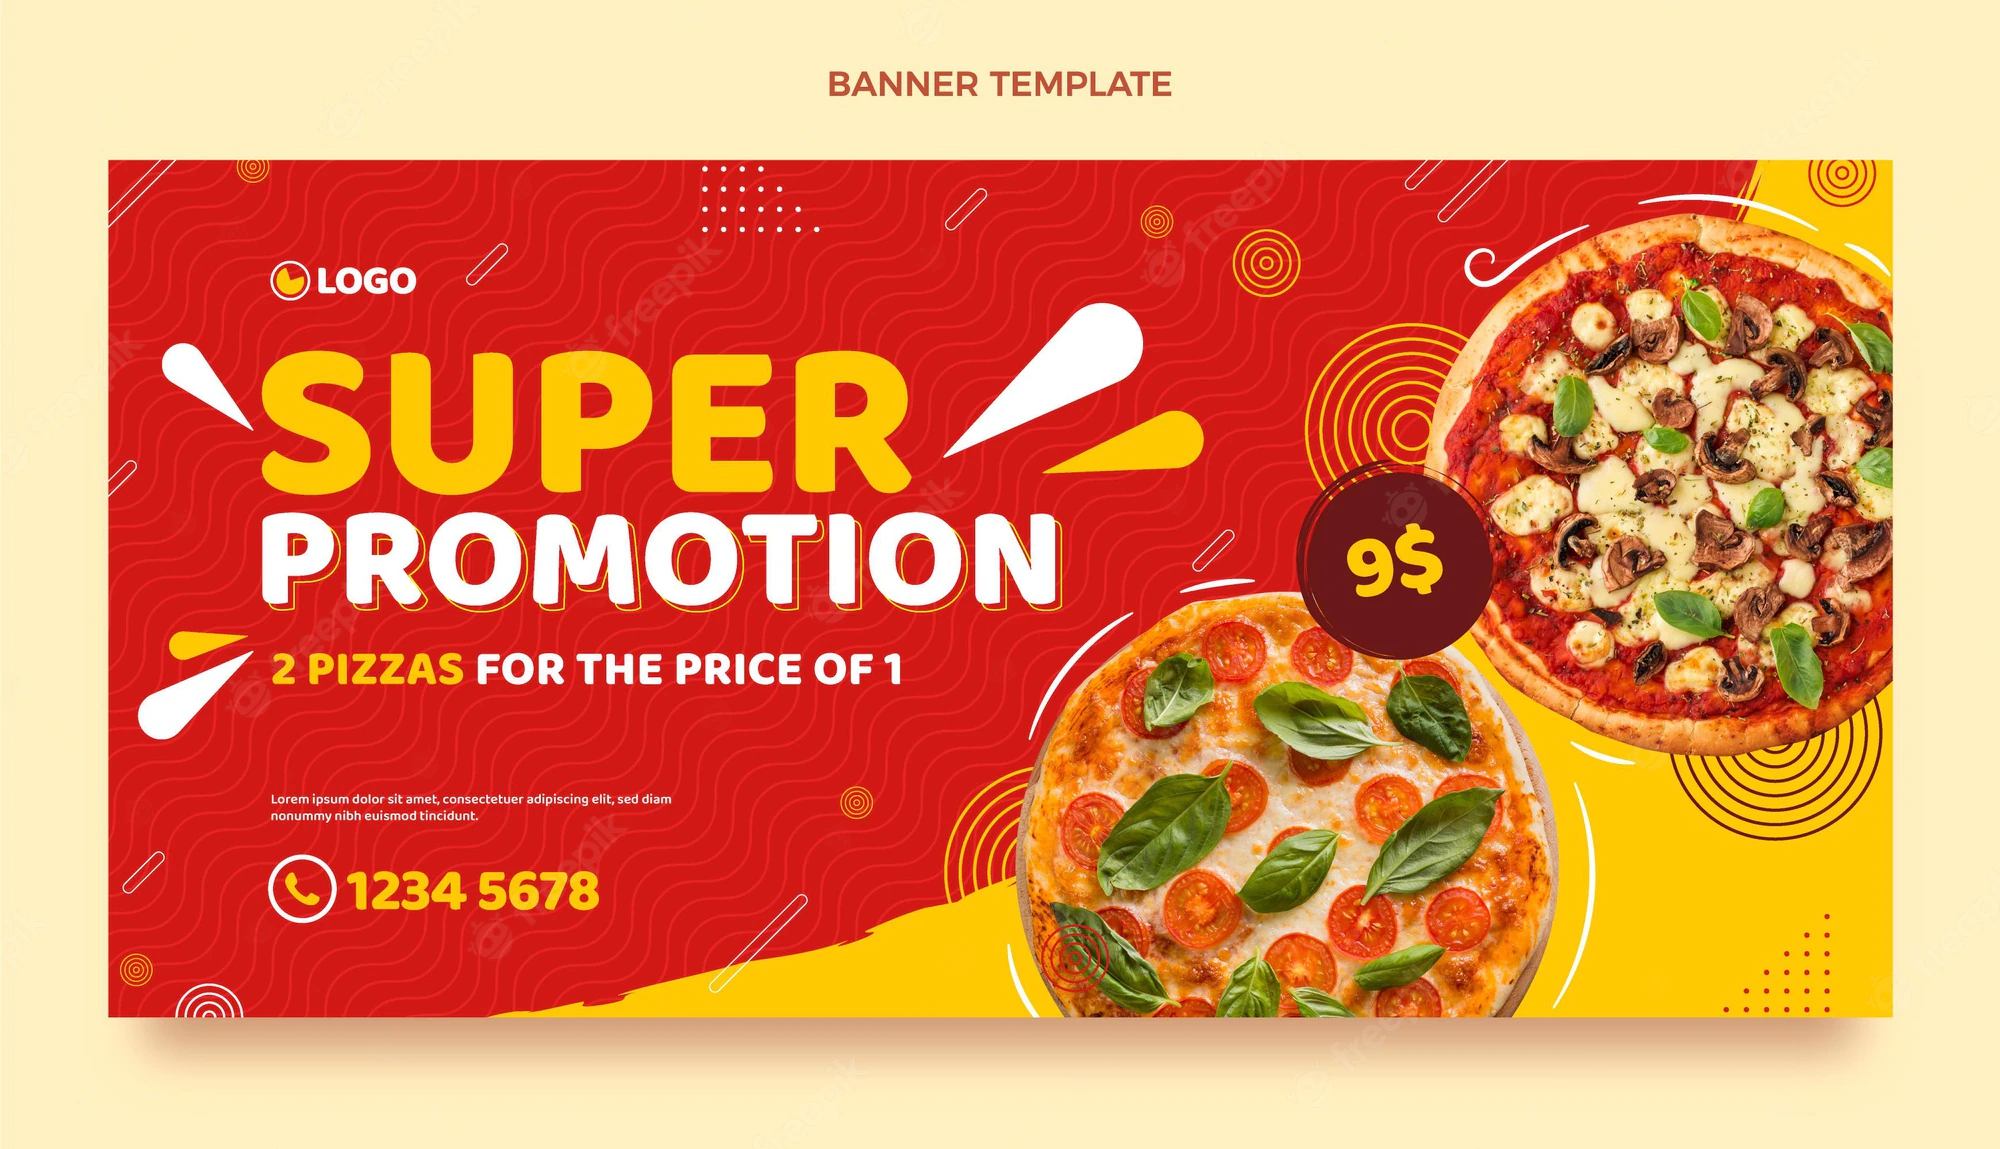 BANNER TEMPLATE
LOGO
SUPER
PROMOTION
2 PIZZAS FOR THE PRICE OF 1
9$
Lorem ipsum dolor sit amet, consectetuer adipiscing elit, sed diam
nonummy nibh euismod tincidunt.
1234 5678
freepik